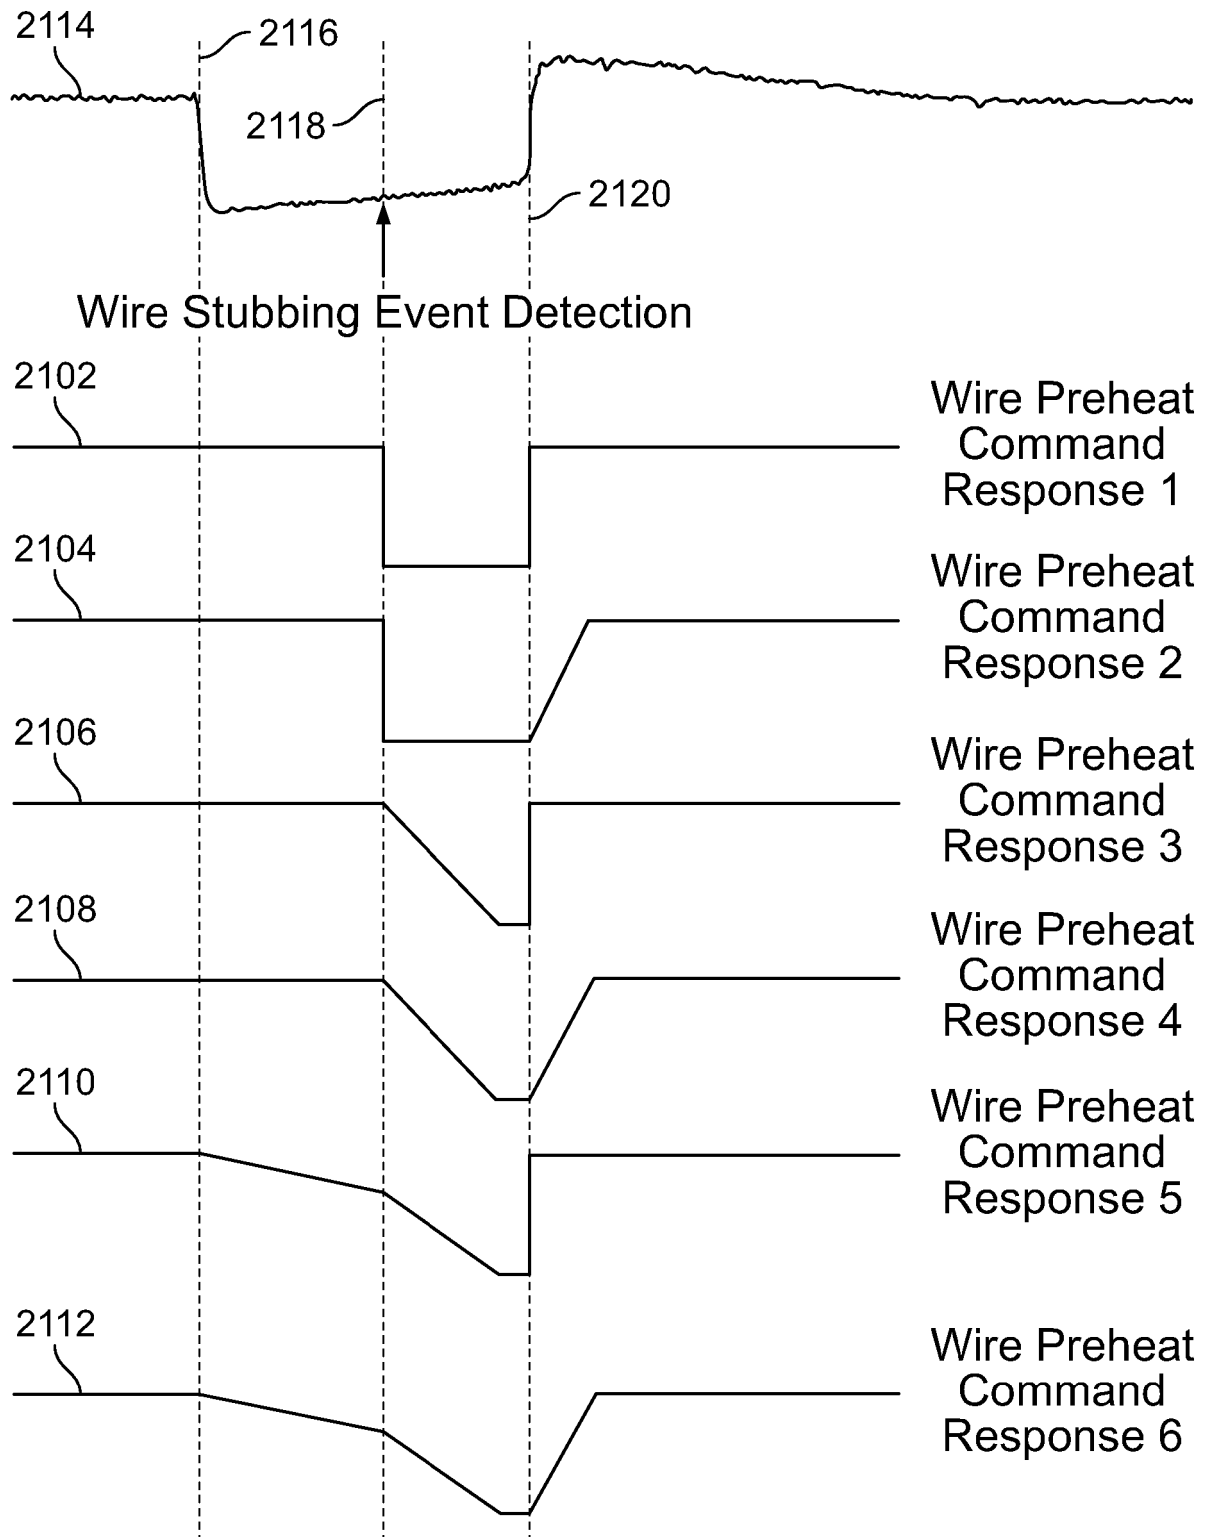 2114
2116
2118
2120
Wire Stubbing Event Detection
2102
Wire Preheat
Command
Response 1
2104
Wire Preheat
Command
Response 2
2106
Wire Preheat
Command
Response 3
2108
Wire Preheat
Command
Response 4
2110
Wire Preheat
Command
Response 5
2112
Wire Preheat
Command
Response 6